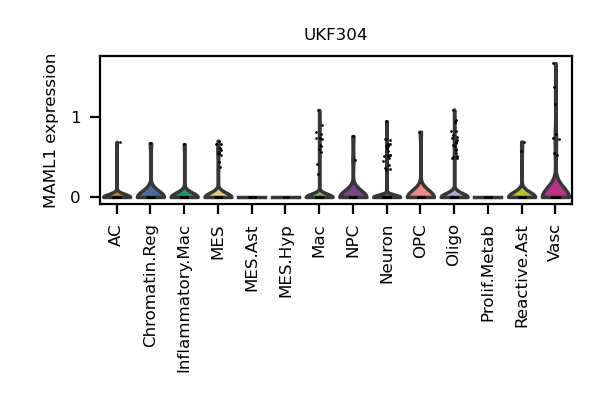 UKF304
MAML1 expression
1
0
AC
Chromatin.Reg
Inflammatory.Mac
MES
MES.Ast
MES.Hyp
Mac
NPC
Neuron
OPC
Oligo
Prolif.Metab
Reactive.Ast
Vasc